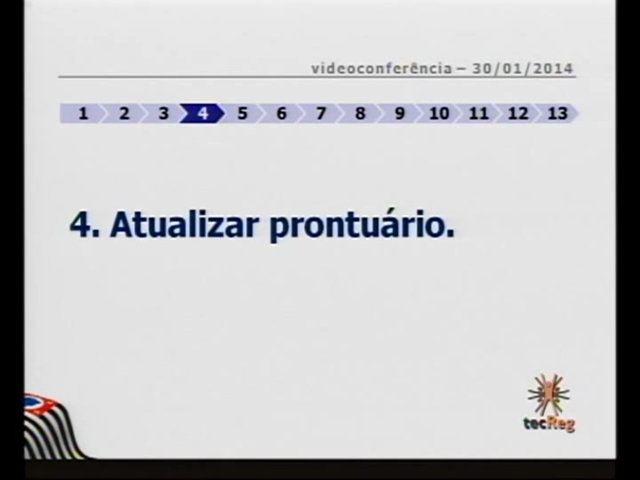 videoconferência – 30/01/2014
1 2 3 4 5 6 7 8 9 10 11 12 13
4. Atualizar prontuário.
tecReg